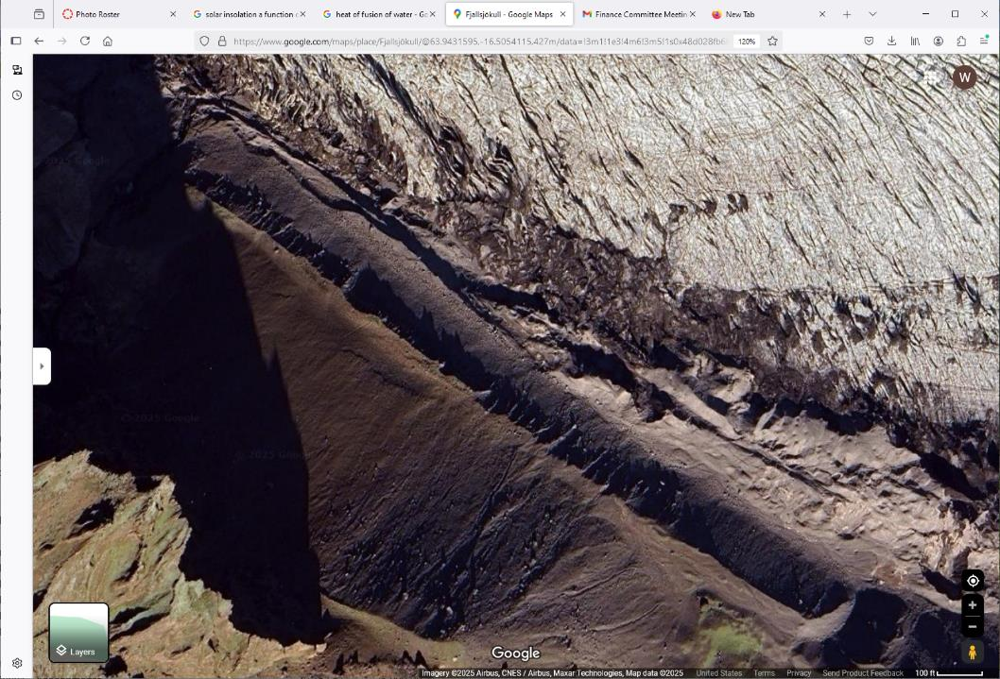 Photo Roster
solar insolation a function c
heat of fusion of water - Go
Fjallsjökull - Google Maps
Finance Committee Meetin
New Tab
https://www.google.com/maps/place/Fjallsjökull/@63.9431595,-16.5054115,427m/data=!3m1!1e3!4m6!3m5!1s0x48d028fb6
120%
W
2025 Google
© 2025 Google
© 2025 Google
Layers
Google
Imagery ©2025 Airbus, CNES / Airbus, Maxar Technologies, Map data ©2025 United States Terms Privacy Send Product Feedback 100 ft